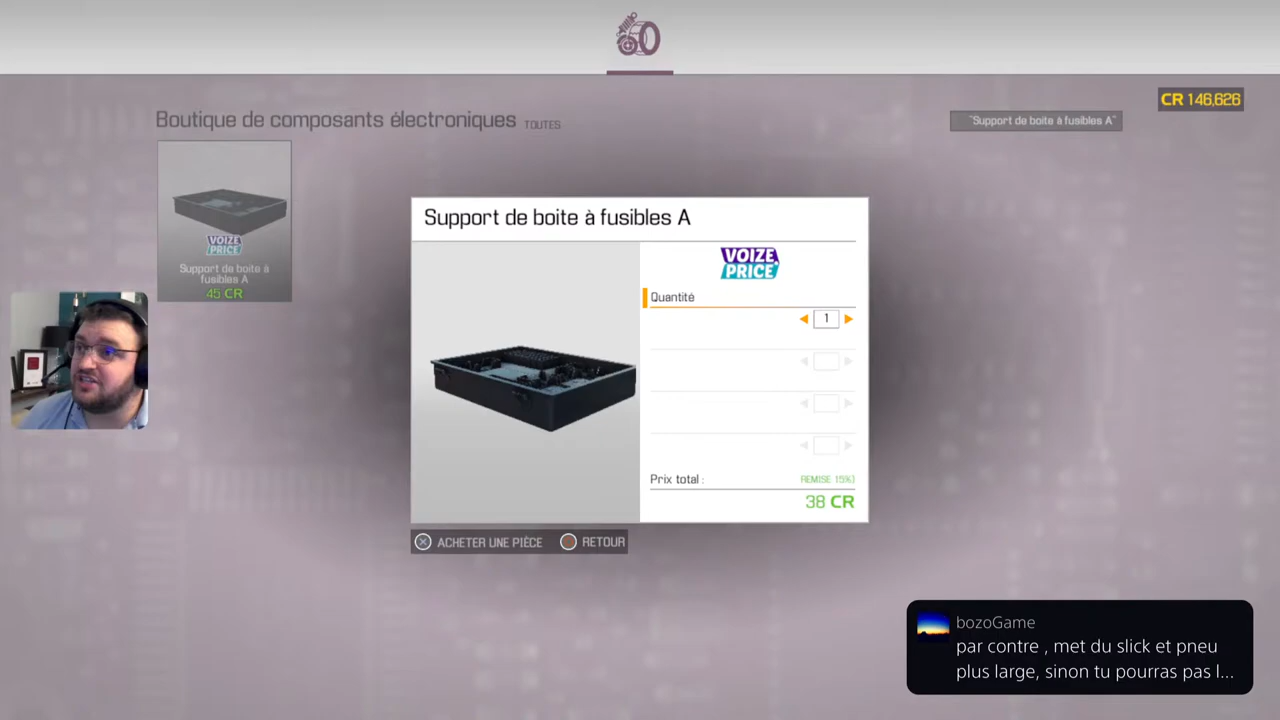 CR 146,626
Boutique de composants électroniques TOUTES
"Support de boite à fusibles A"
VOIZE
PRICE
Support de boite à
fusibles A
45 CR
Support de boite à fusibles A
VOIZE
PRICE
Quantité
1
Prix total :
REMISE 15%)
38 CR
ACHETER UNE PIÈCE
RETOUR
bozoGame
par contre , met du slick et pneu
plus large, sinon tu pourras pas l...